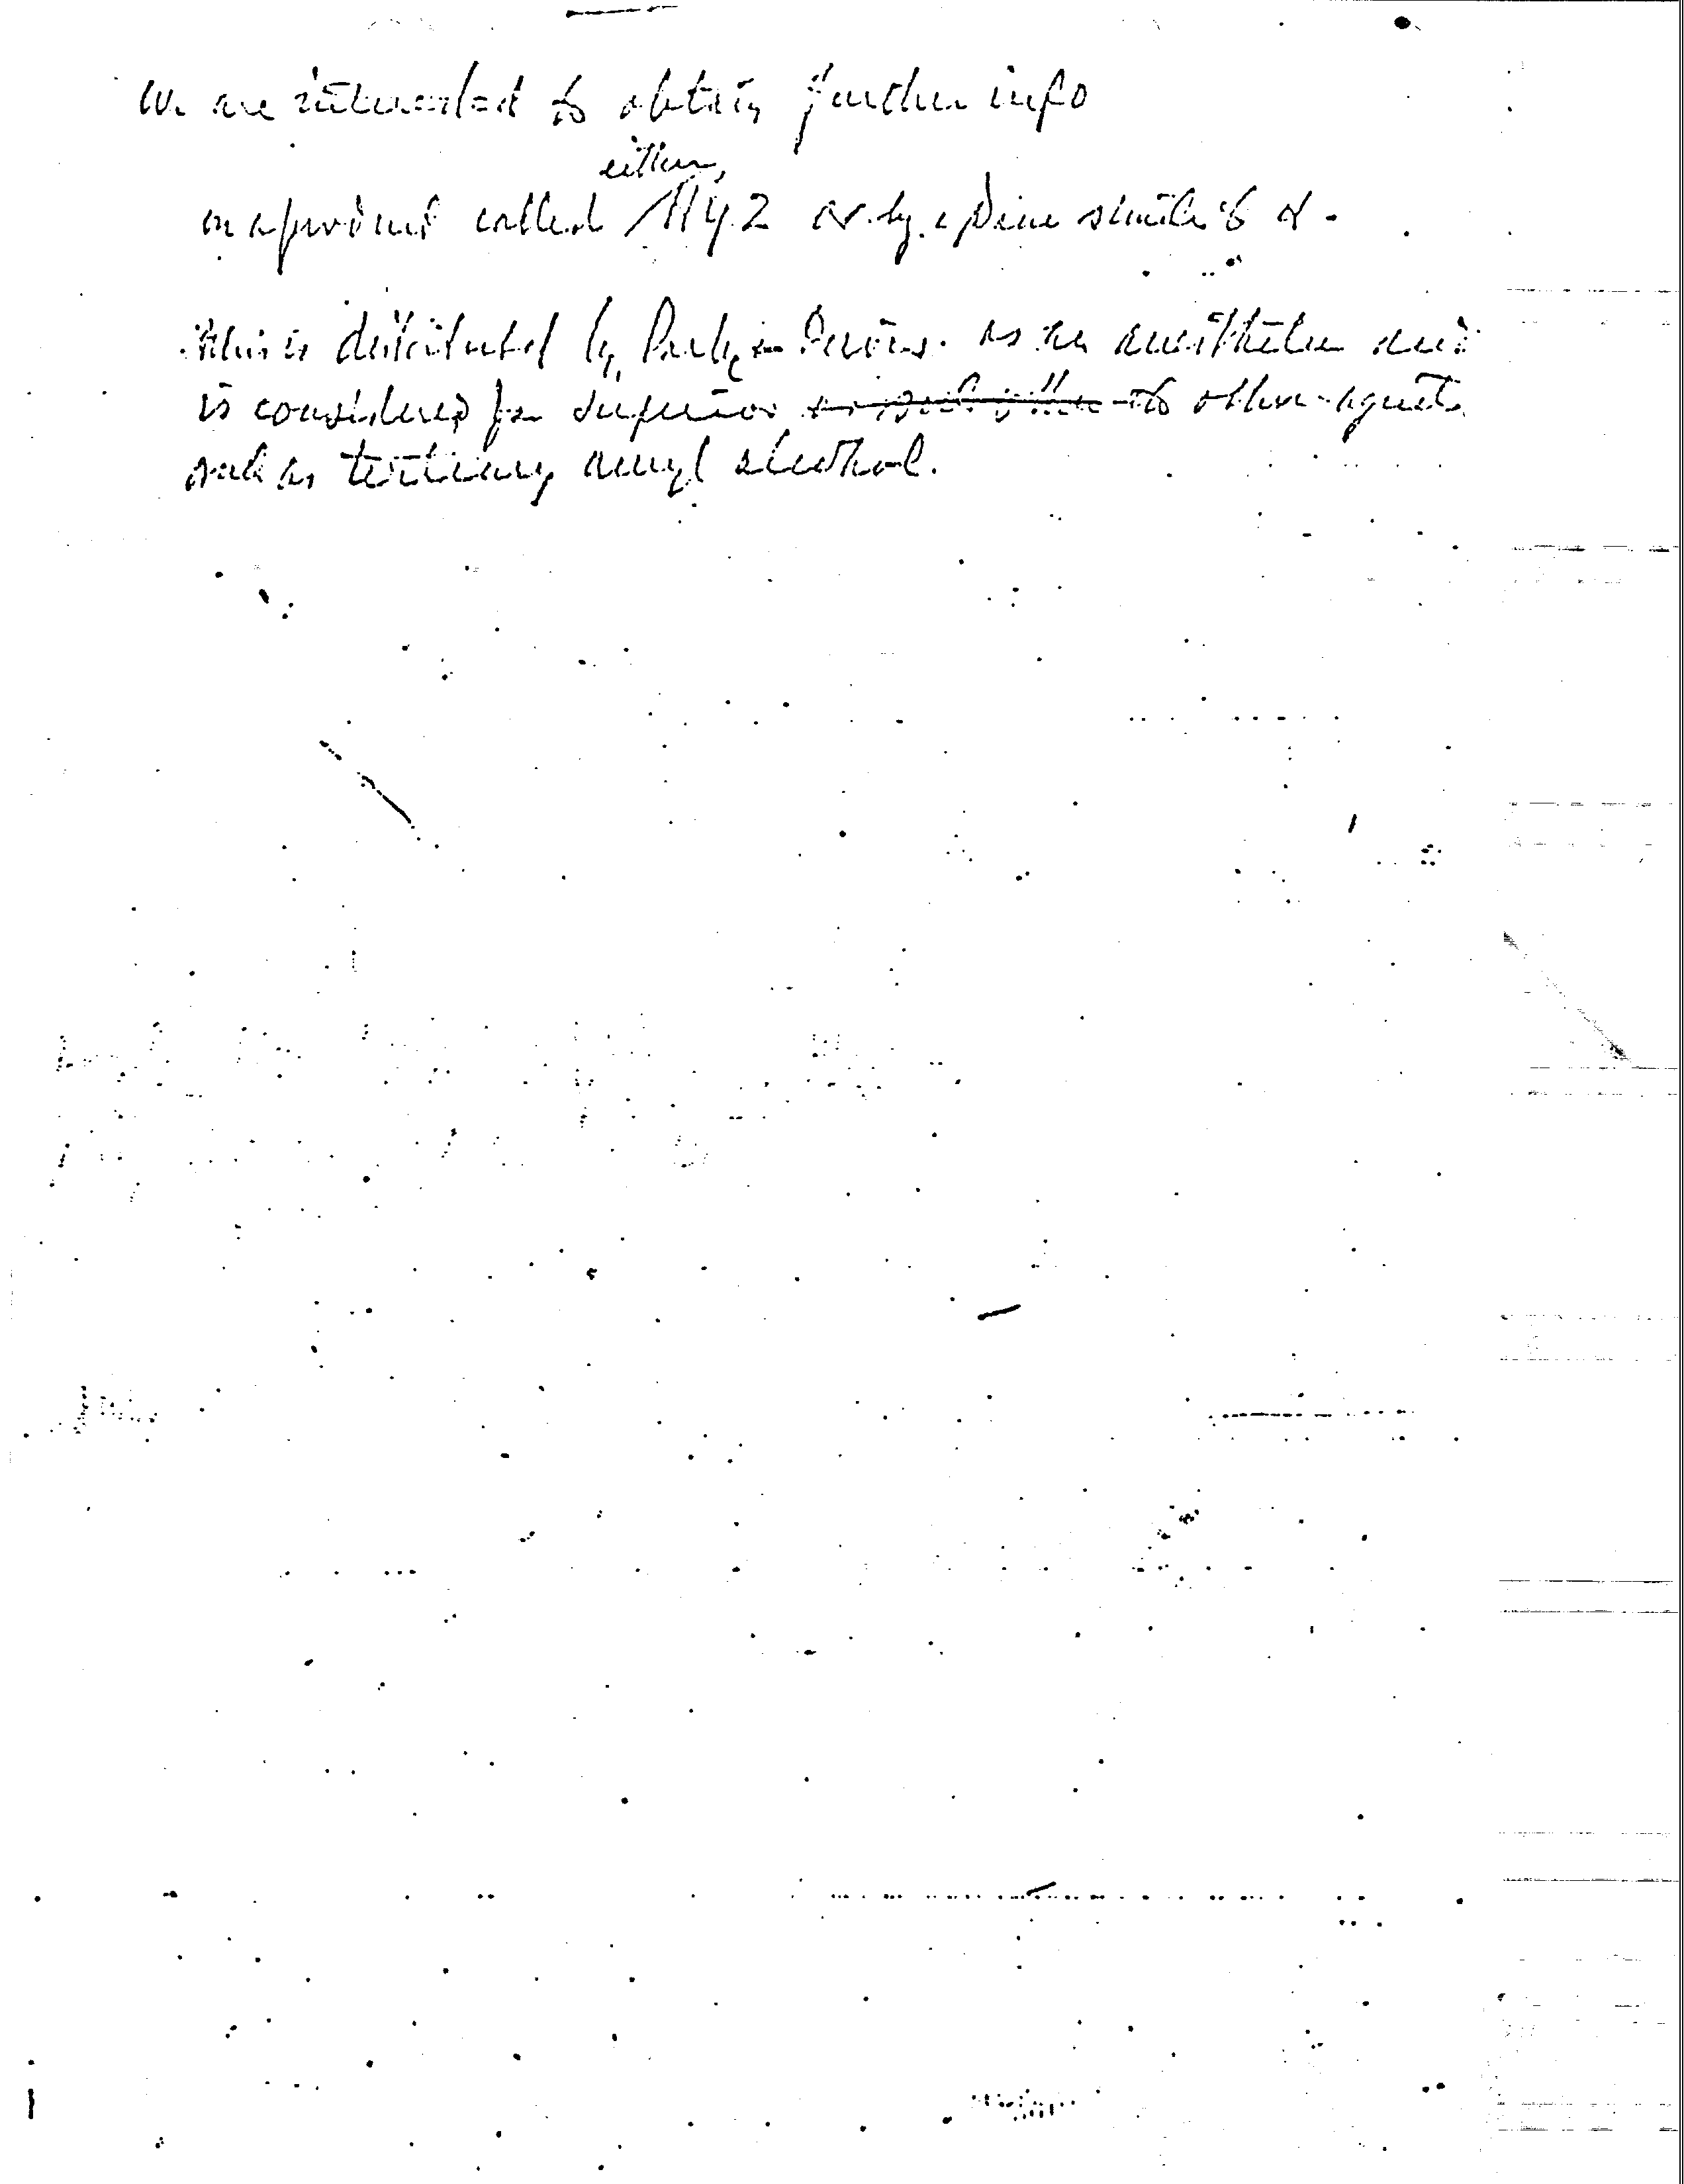 We are interested to obtain further info
either
on a product called MY2 or by a name similar to it.
This is distributed by Parke-Davis as an anesthetic and
is considered far superior to other agents
such as tertiary amyl alcohol.